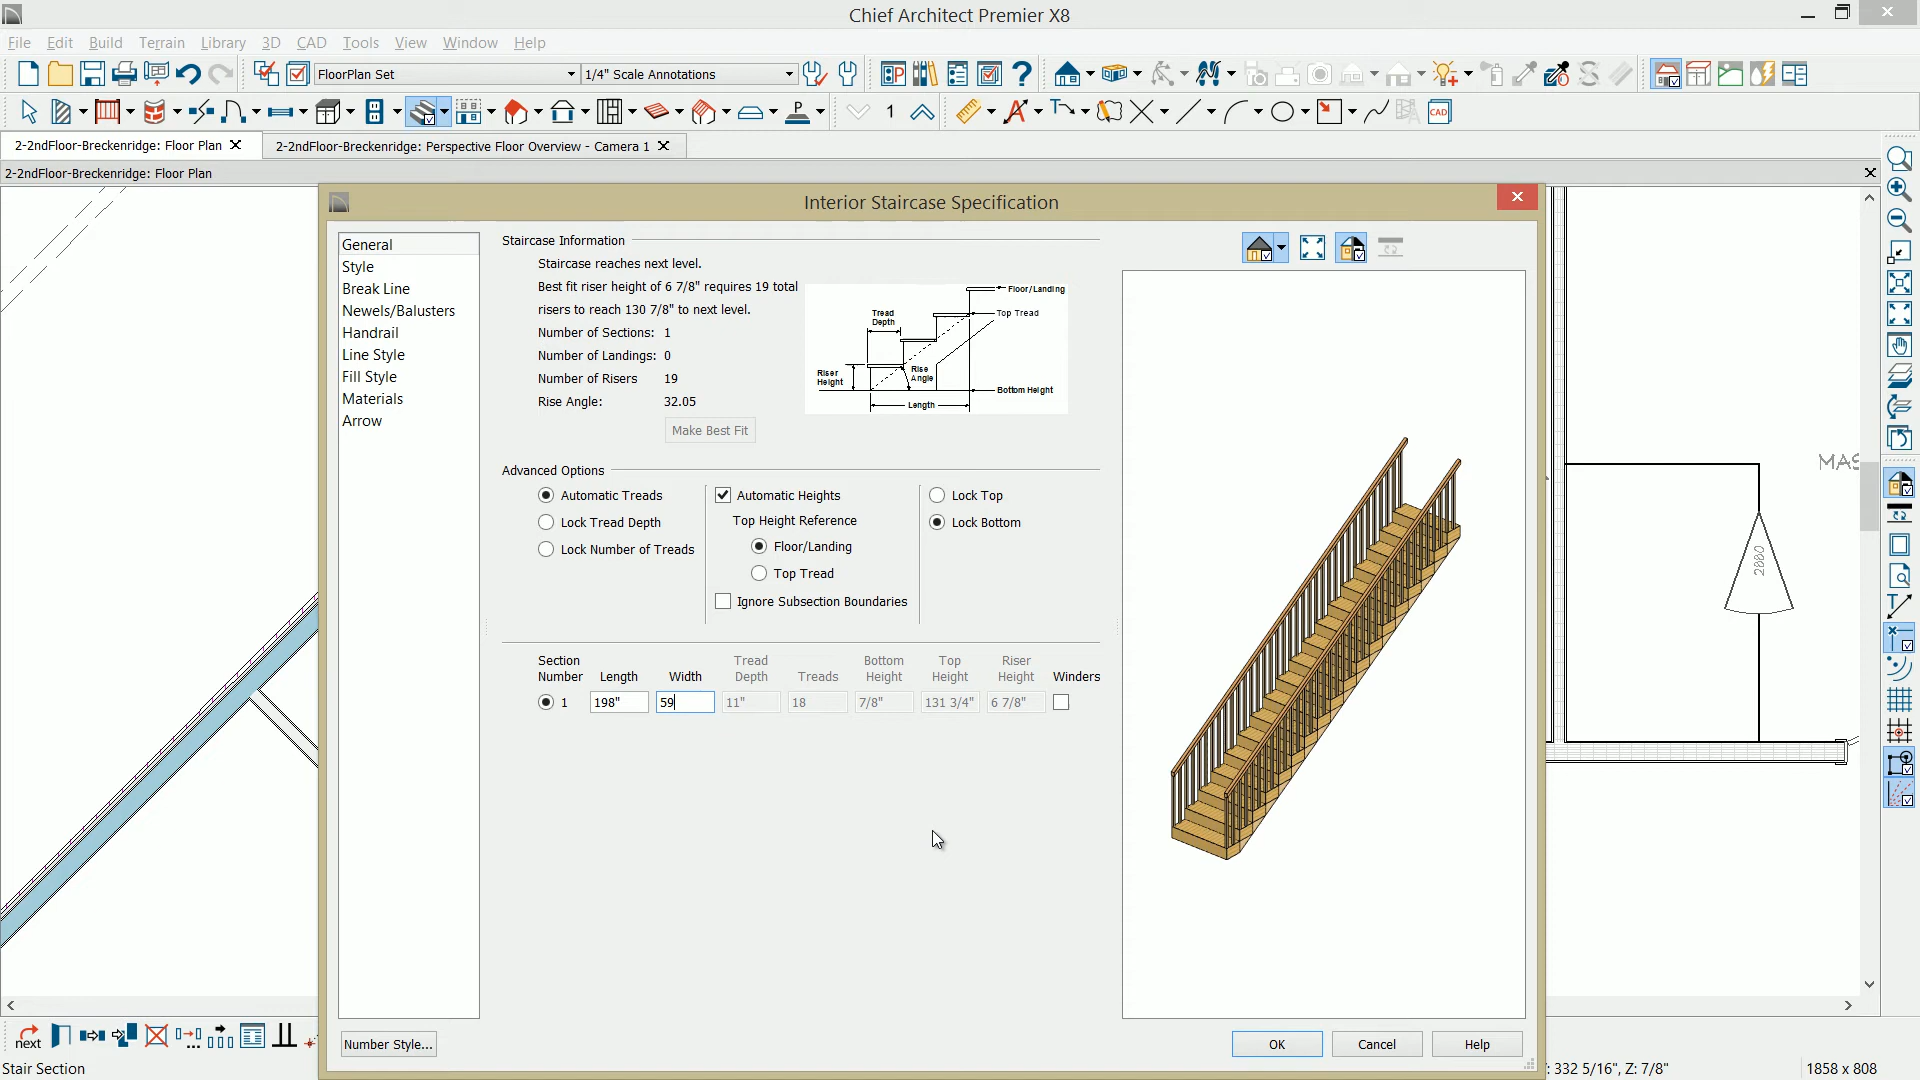 Chief Architect Premier X8
File Edit Build Terrain Library 3D CAD Tools View Window Help
FloorPlan Set 1/4" Scale Annotations
1 CAD
2-2ndFloor-Breckenridge: Floor Plan 2-2ndFloor-Breckenridge: Perspective Floor Overview - Camera 1
2-2ndFloor-Breckenridge: Floor Plan
Interior Staircase Specification
General
Style
Break Line
Newels/Balusters
Handrail
Line Style
Fill Style
Materials
Arrow
Staircase Information
Staircase reaches next level.
Best fit riser height of 6 7/8" requires 19 total
risers to reach 130 7/8" to next level.
Number of Sections: 1
Number of Landings: 0
Number of Risers 19
Rise Angle: 32.05
Make Best Fit
Floor/Landing
Tread
Depth
Top Tread
Riser
Height
Rise
Angle
Bottom Height
Length
Advanced Options
Automatic Treads
Lock Tread Depth
Lock Number of Treads
Automatic Heights
Top Height Reference
Floor/Landing
Top Tread
Ignore Subsection Boundaries
Lock Top
Lock Bottom
Section
Number Length Width Tread
Depth Treads Bottom
Height Top
Height Riser
Height Winders
1 198" 59 11" 18 7/8" 131 3/4" 6 7/8"
MAS
2880
Number Style... OK Cancel Help
next
Stair Section : 332 5/16", Z: 7/8" 1858 x 808